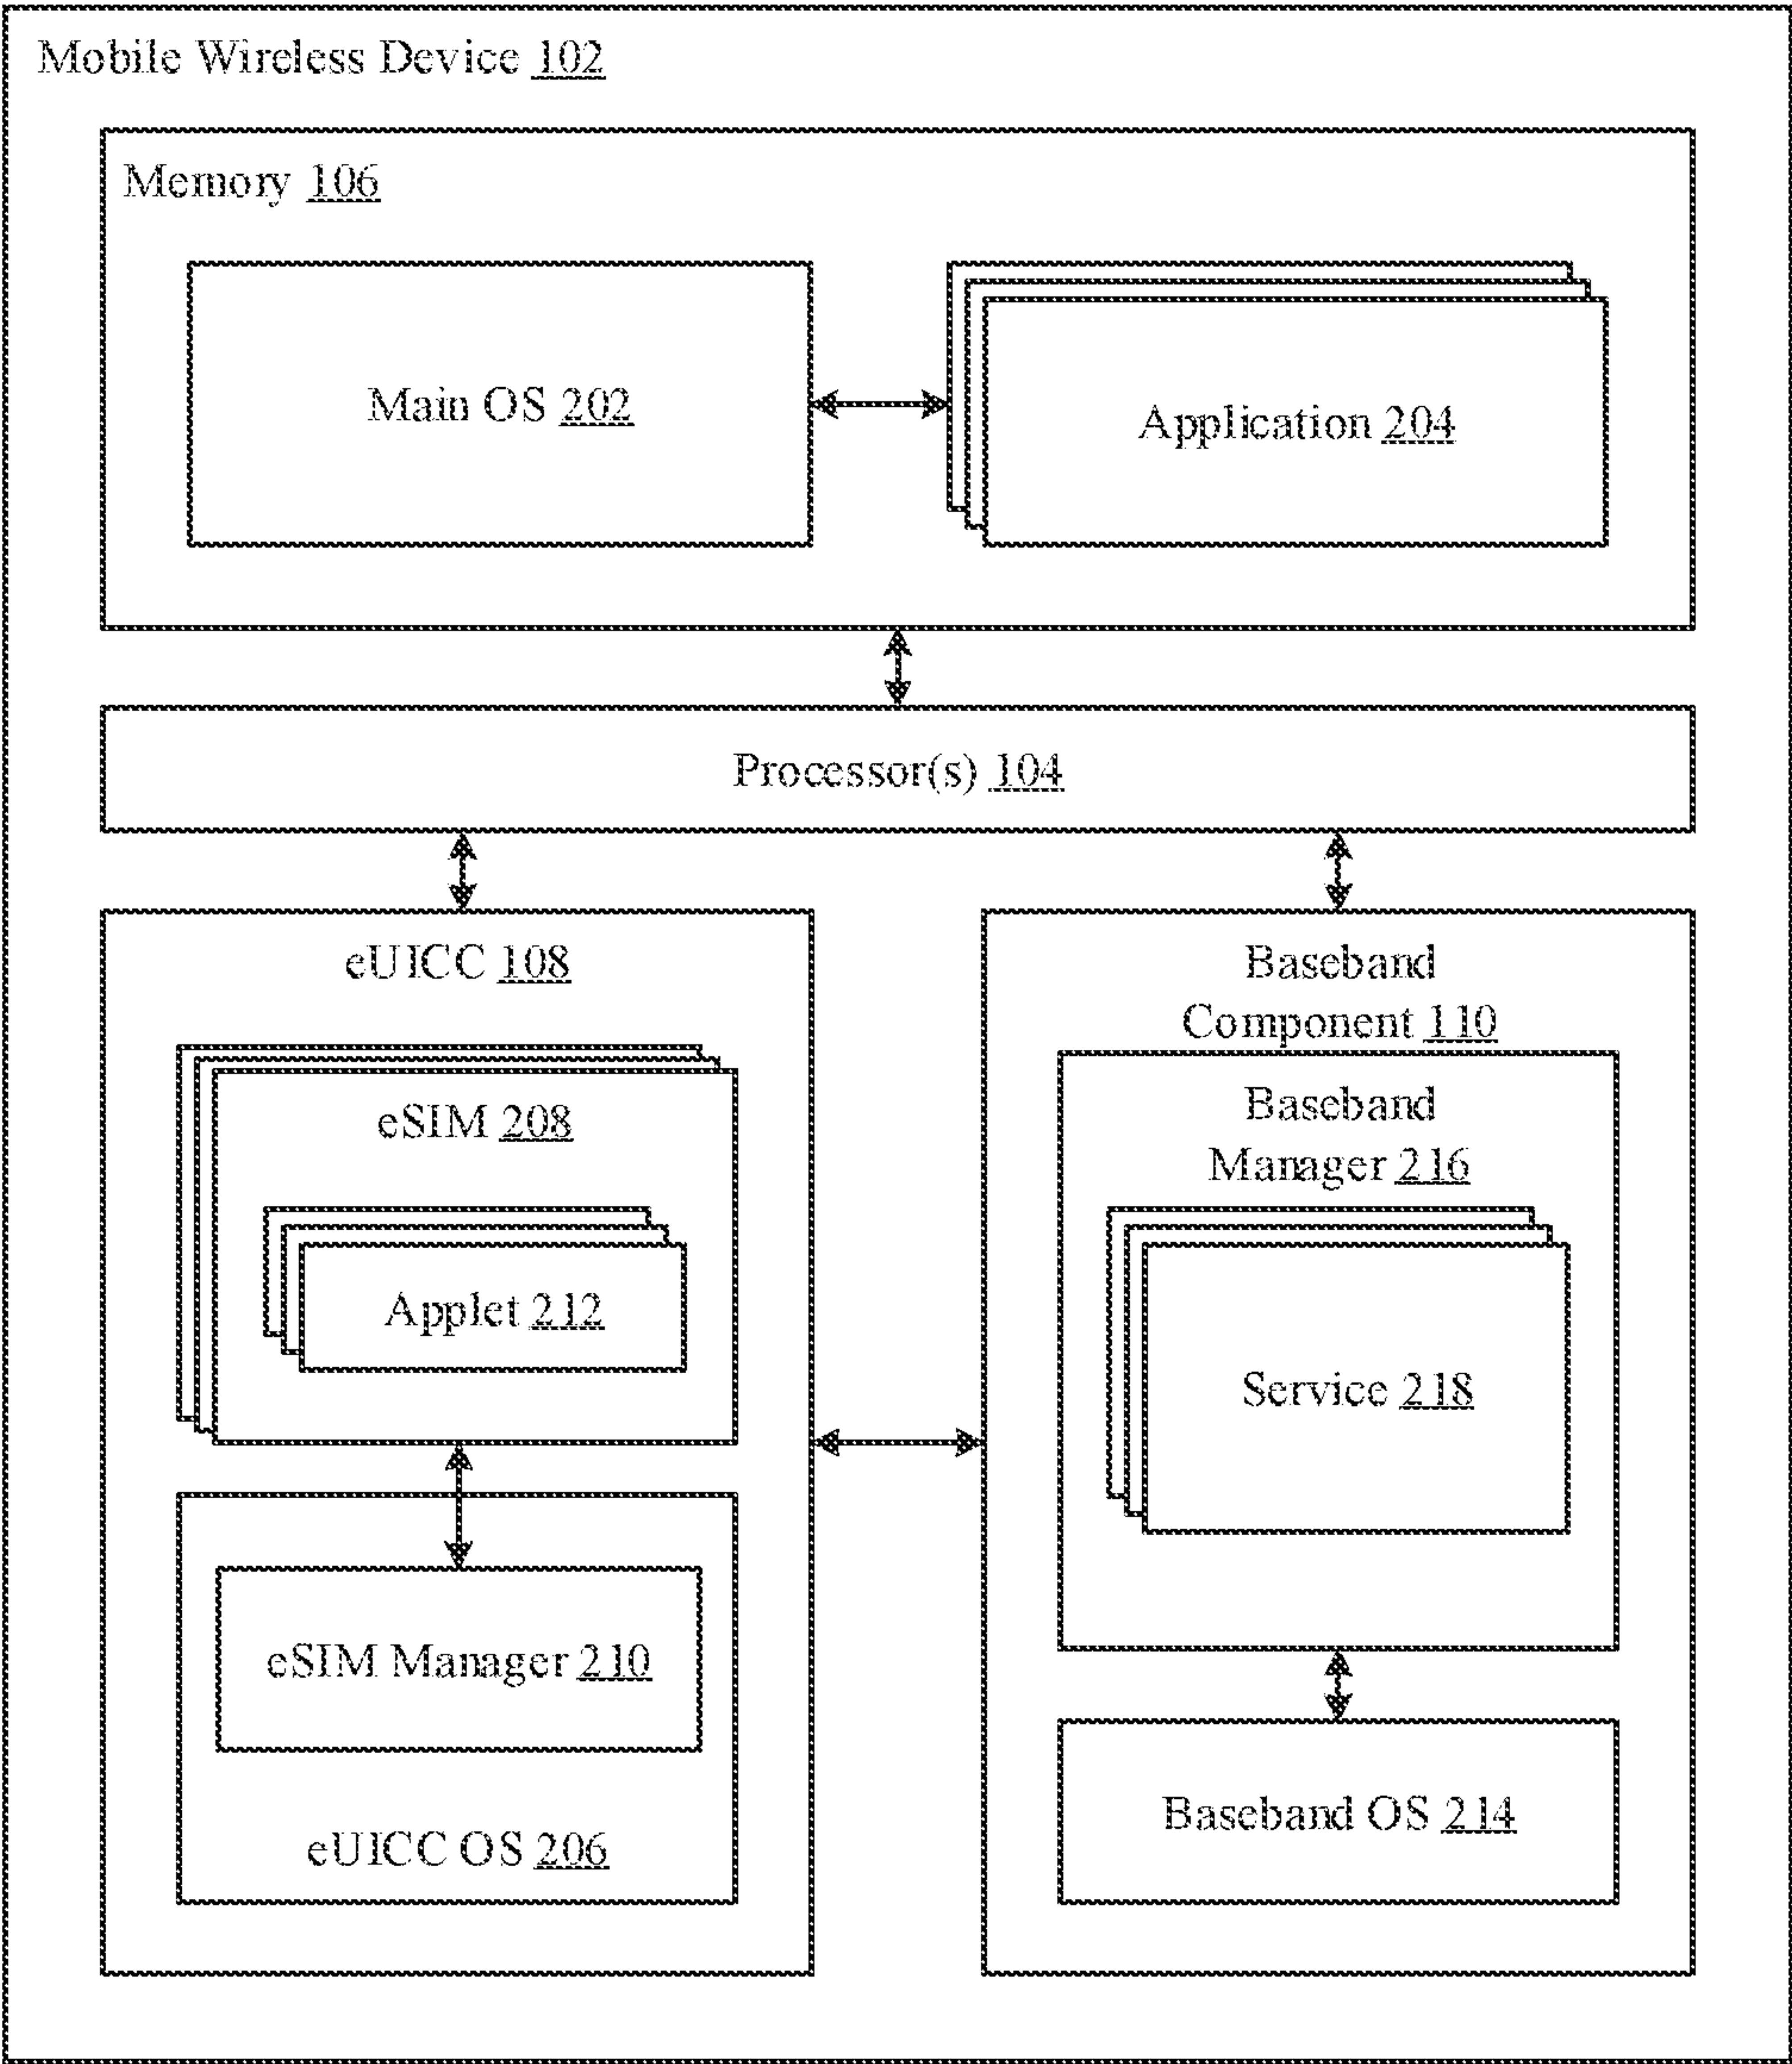 Mobile Wireless Device 102
Memory 106
Main OS 202
Application 204
Processor(s) 104
eUICC 108
eSIM 208
Applet 212
eSIM Manager 210
eUICC OS 206
Baseband
Component 110
Baseband
Manager 216
Service 218
Baseband OS 214